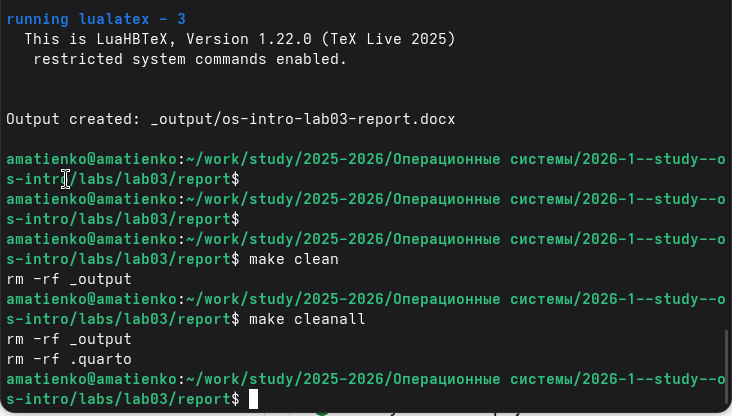 running lualatex - 3
This is LuaHBTeX, Version 1.22.0 (TeX Live 2025)
restricted system commands enabled.
Output created: _output/os-intro-lab03-report.docx
amatienko@amatienko:~/work/study/2025-2026/Операционные системы/2026-1--study--o
s-intro/labs/lab03/report$
amatienko@amatienko:~/work/study/2025-2026/Операционные системы/2026-1--study--o
s-intro/labs/lab03/report$
amatienko@amatienko:~/work/study/2025-2026/Операционные системы/2026-1--study--o
s-intro/labs/lab03/report$ make clean
rm -rf _output
amatienko@amatienko:~/work/study/2025-2026/Операционные системы/2026-1--study--o
s-intro/labs/lab03/report$ make cleanall
rm -rf _output
rm -rf .quarto
amatienko@amatienko:~/work/study/2025-2026/Операционные системы/2026-1--study--o
s-intro/labs/lab03/report$